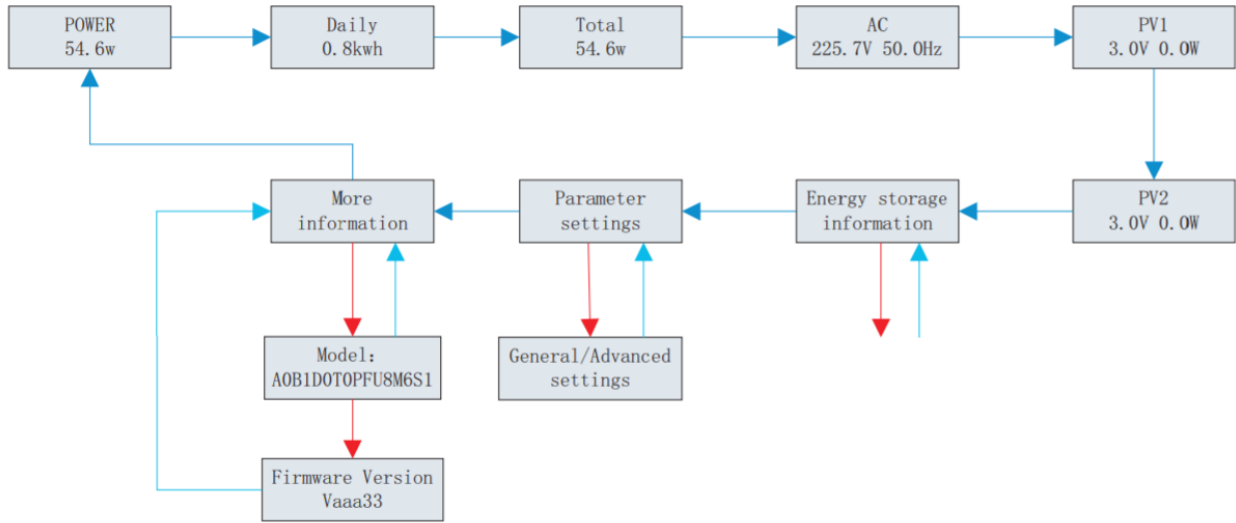 POWER
54.6w
Daily
0.8kwh
Total
54.6w
AC
225.7V 50.0Hz
PV1
3.0V 0.0W
More
information
Parameter
settings
Energy storage
information
PV2
3.0V 0.0W
Model:
A0B1D0T0PFU8M6S1
General/Advanced
settings
Firmware Version
Vaaa33